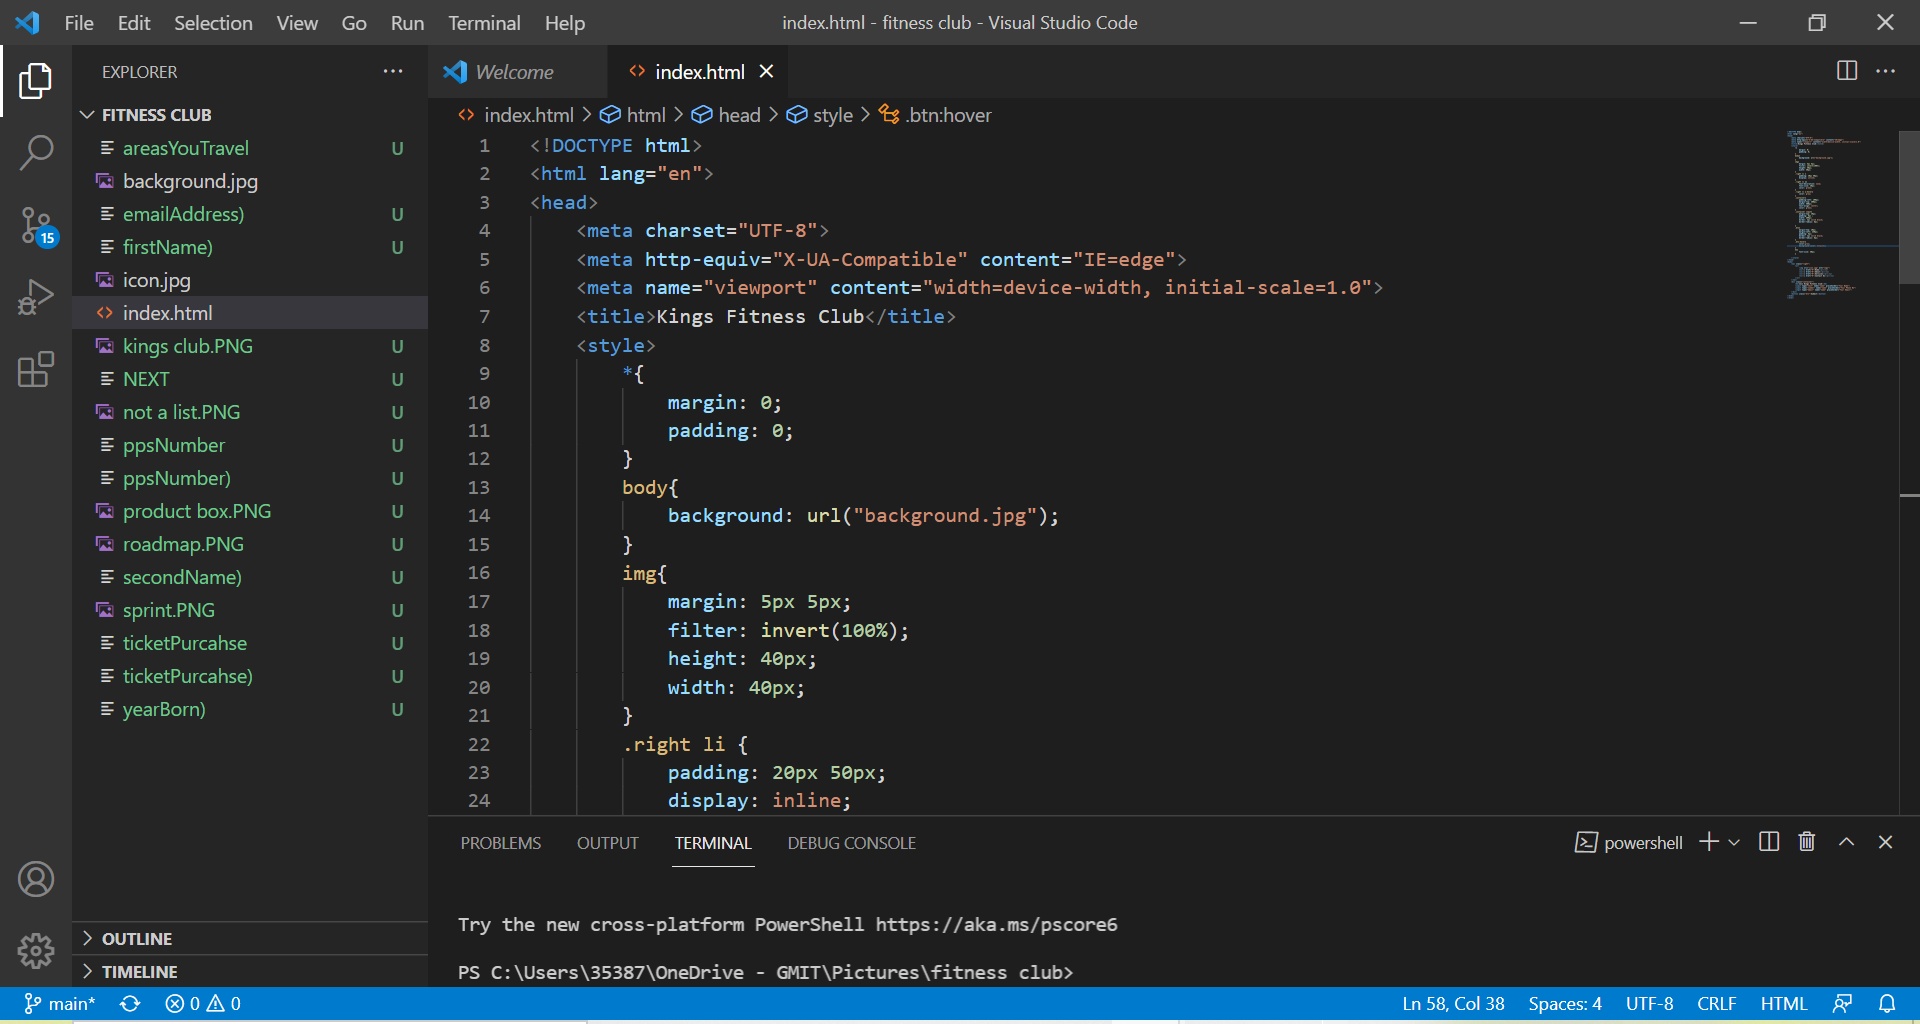 File Edit Selection View Go Run Terminal Help
index.html - fitness club - Visual Studio Code
EXPLORER
FITNESS CLUB
areasYouTravel U
background.jpg
emailAddress) U
firstName) U
icon.jpg
index.html
kings club.PNG U
NEXT U
not a list.PNG U
ppsNumber U
ppsNumber) U
product box.PNG U
roadmap.PNG U
secondName) U
sprint.PNG U
ticketPurcahse U
ticketPurcahse) U
yearBorn) U
OUTLINE
TIMELINE
15
Welcome
<> index.html
<> index.html > html > head > style > .btn:hover
1 <!DOCTYPE html>
2 <html lang="en">
3 <head>
4 <meta charset="UTF-8">
5 <meta http-equiv="X-UA-Compatible" content="IE=edge">
6 <meta name="viewport" content="width=device-width, initial-scale=1.0">
7 <title>Kings Fitness Club</title>
8 <style>
9 *{
10 margin: 0;
11 padding: 0;
12 }
13 body{
14 background: url("background.jpg");
15 }
16 img{
17 margin: 5px 5px;
18 filter: invert(100%);
19 height: 40px;
20 width: 40px;
21 }
22 .right li {
23 padding: 20px 50px;
24 display: inline;
PROBLEMS OUTPUT TERMINAL DEBUG CONSOLE
powershell
Try the new cross-platform PowerShell https://aka.ms/pscore6
PS C:\Users\35387\OneDrive - GMIT\Pictures\fitness club>
main* 0 0
Ln 58, Col 38 Spaces: 4 UTF-8 CRLF HTML